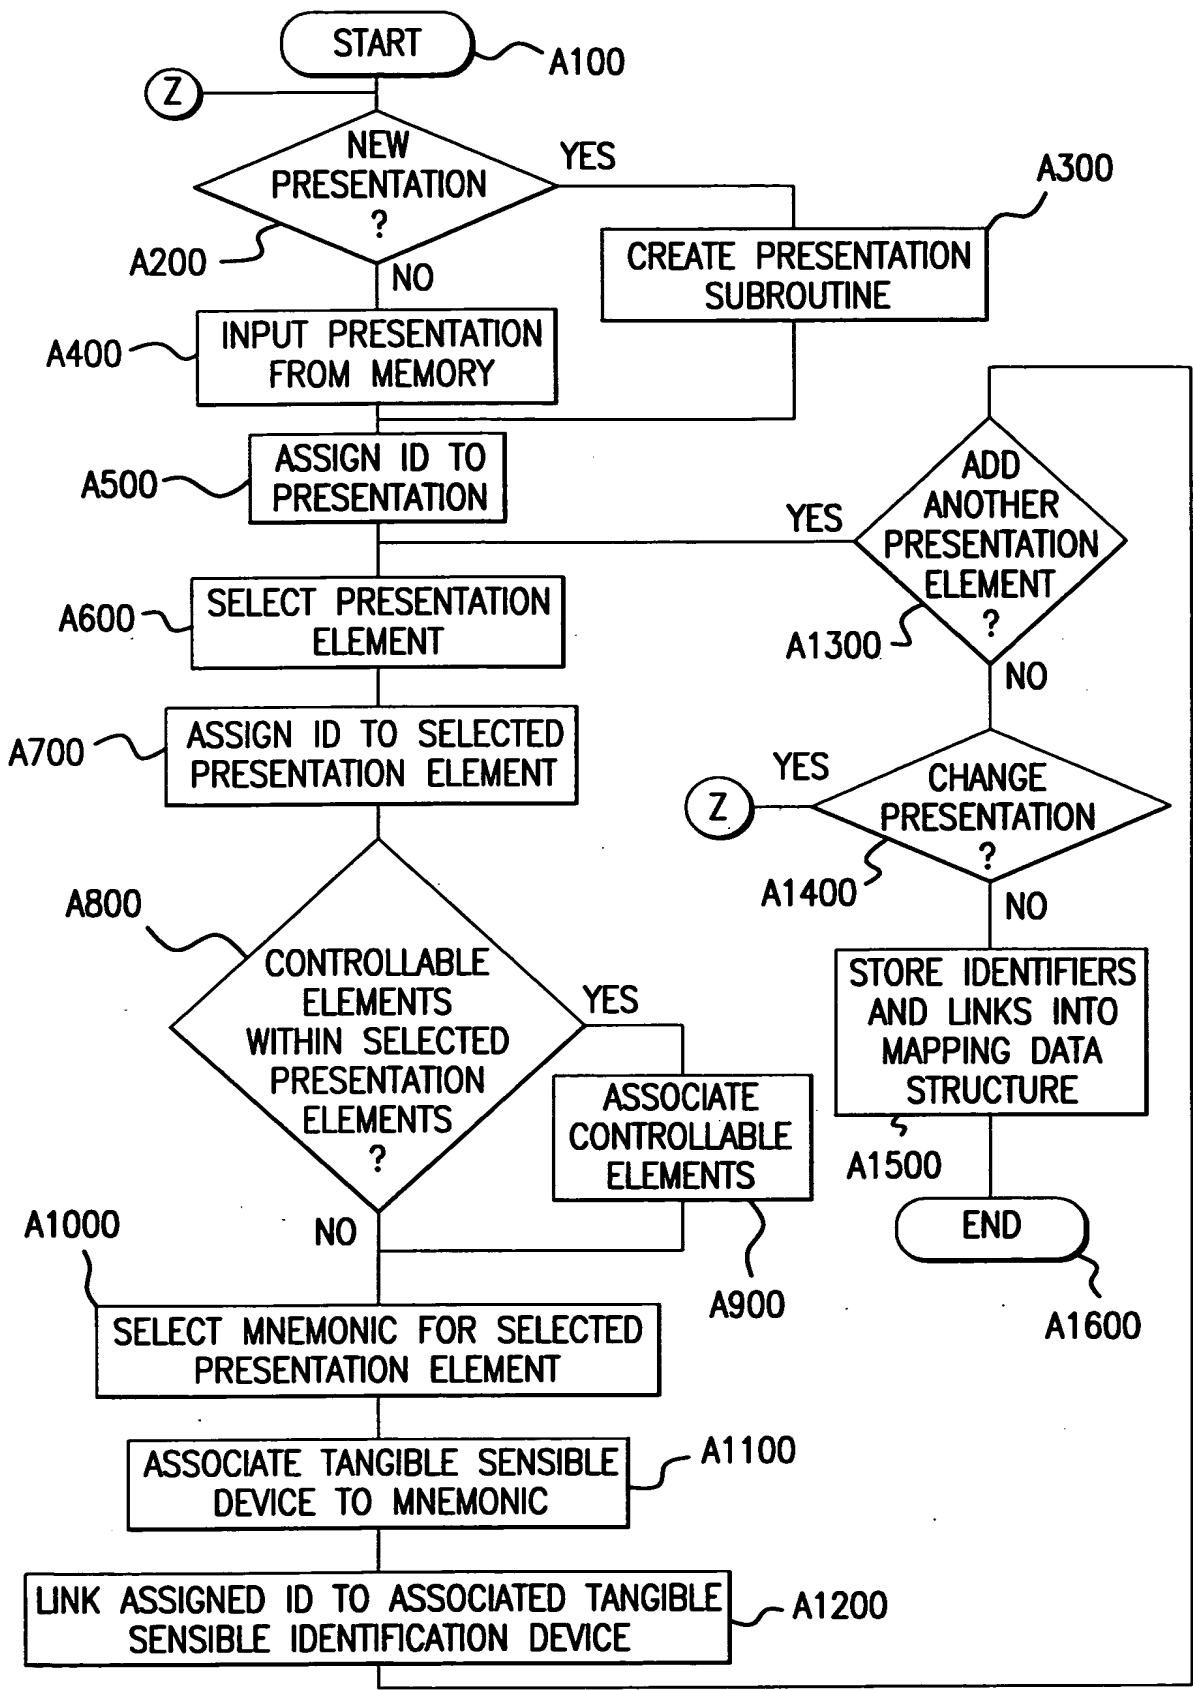 START
A100
Z
NEW
PRESENTATION
?
YES
A200
NO
A300
CREATE PRESENTATION
SUBROUTINE
A400
INPUT PRESENTATION
FROM MEMORY
A500
ASSIGN ID TO
PRESENTATION
A600
SELECT PRESENTATION
ELEMENT
A700
ASSIGN ID TO SELECTED
PRESENTATION ELEMENT
A800
CONTROLLABLE
ELEMENTS
WITHIN SELECTED
PRESENTATION
ELEMENTS
?
YES
NO
ASSOCIATE
CONTROLLABLE
ELEMENTS
A900
A1000
SELECT MNEMONIC FOR SELECTED
PRESENTATION ELEMENT
ASSOCIATE TANGIBLE SENSIBLE
DEVICE TO MNEMONIC
A1100
LINK ASSIGNED ID TO ASSOCIATED TANGIBLE
SENSIBLE IDENTIFICATION DEVICE
A1200
ADD
ANOTHER
PRESENTATION
ELEMENT
?
YES
A1300
NO
CHANGE
PRESENTATION
?
YES
Z
A1400
NO
STORE IDENTIFIERS
AND LINKS INTO
MAPPING DATA
STRUCTURE
A1500
END
A1600